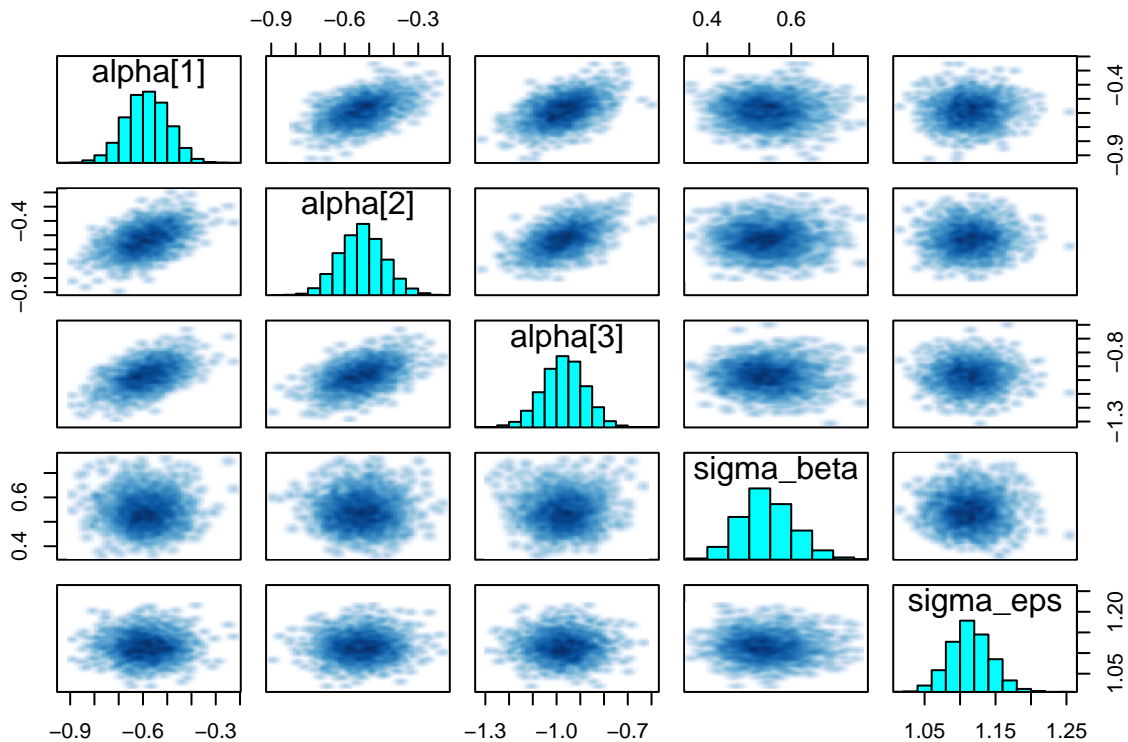 −0.9 −0.6 −0.3 0.4 0.6
alpha[1]
−0.9 −0.4
−0.9 −0.4
alpha[2]
alpha[3]
−1.3 −0.8
0.4 0.6
sigma_beta
sigma_eps
1.05 1.20
−0.9 −0.6 −0.3 −1.3 −1.0 −0.7 1.05 1.15 1.25